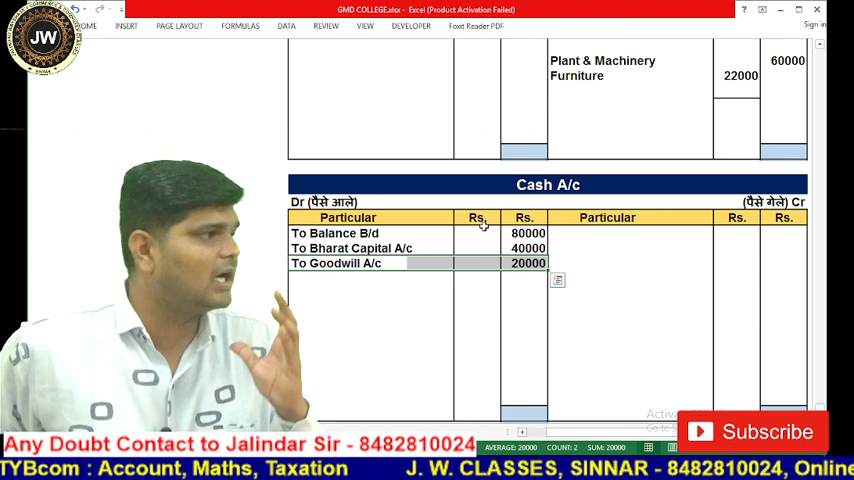 GMD COLLEGE.xlsx - Excel (Product Activation Failed)
HOME INSERT PAGE LAYOUT FORMULAS DATA REVIEW VIEW DEVELOPER Foxit Reader PDF Sign in
JW
Plant & Machinery 60000
Furniture 22000
Cash A/c
Dr (पैसे आले) (पैसे गेले) Cr
Particular Rs. Rs. Particular Rs. Rs.
To Balance B/d 80000
To Bharat Capital A/c 40000
To Goodwill A/c 20000
Subscribe
Any Doubt Contact to Jalindar Sir - 8482810024
AVERAGE: 20000 COUNT: 2 SUM: 20000
TYBcom : Account, Maths, Taxation J. W. CLASSES, SINNAR - 8482810024, Online